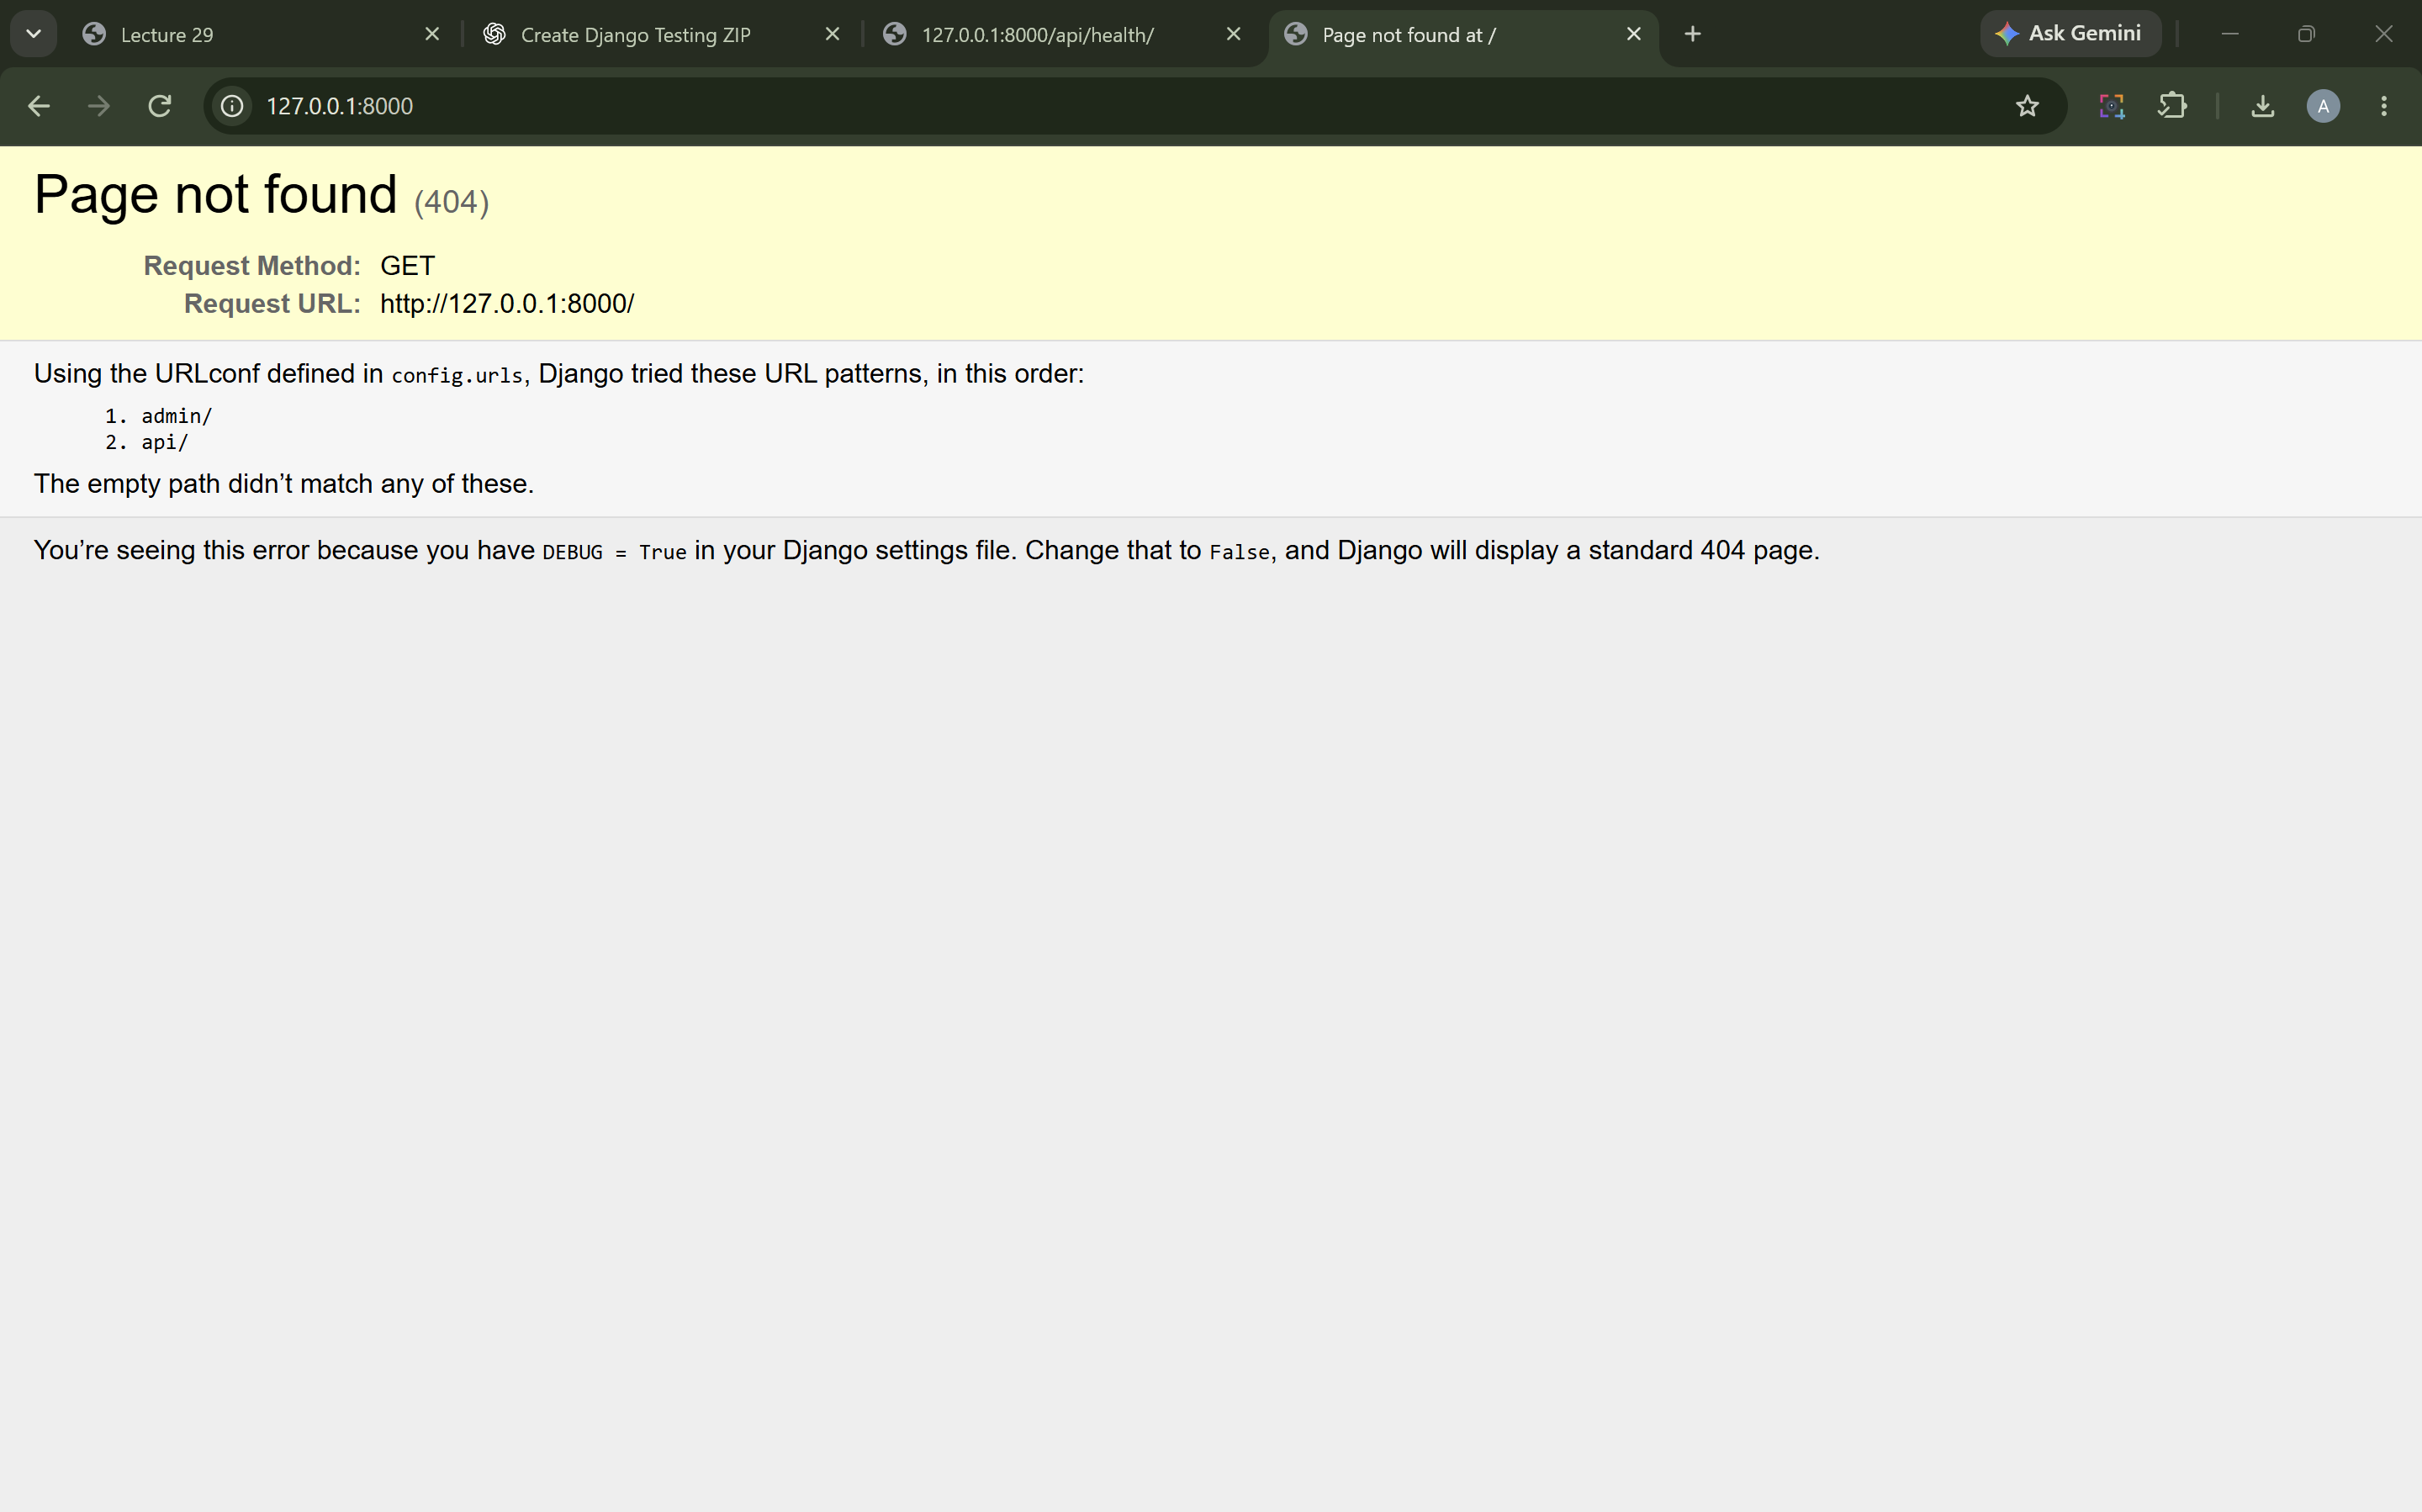 Lecture 29
Create Django Testing ZIP
127.0.0.1:8000/api/health/
Page not found at /
Ask Gemini
127.0.0.1:8000
A
Page not found (404)
Request Method: GET
Request URL: http://127.0.0.1:8000/
Using the URLconf defined in config.urls, Django tried these URL patterns, in this order:
1. admin/
2. api/
The empty path didn’t match any of these.
You’re seeing this error because you have DEBUG = True in your Django settings file. Change that to False, and Django will display a standard 404 page.